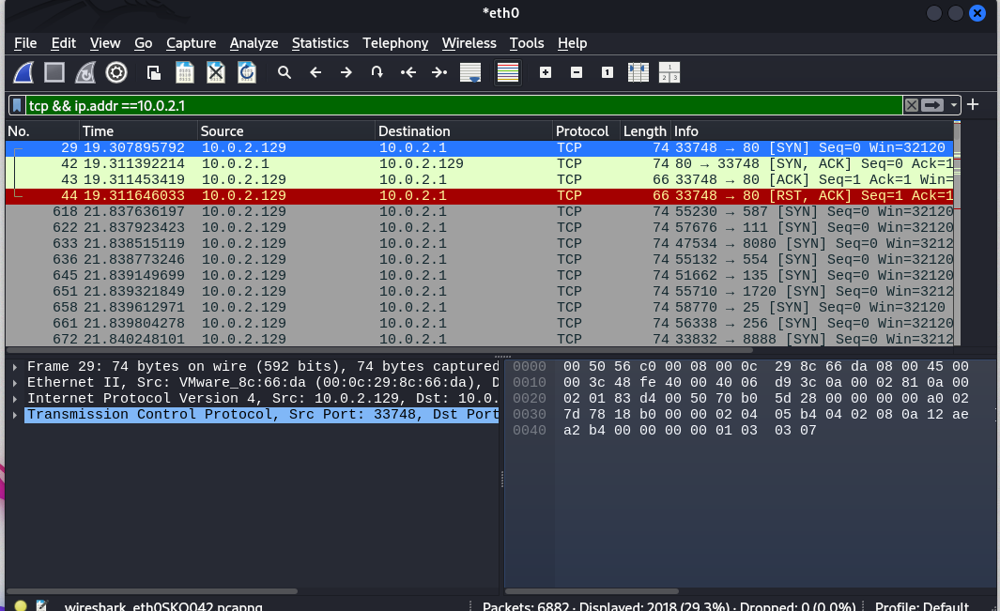 *eth0
File Edit View Go Capture Analyze Statistics Telephony Wireless Tools Help
tcp && ip.addr ==10.0.2.1
No. Time Source Destination Protocol Length Info
29 19.307895792 10.0.2.129 10.0.2.1 TCP 74 33748 → 80 [SYN] Seq=0 Win=32120
42 19.311392214 10.0.2.1 10.0.2.129 TCP 74 80 → 33748 [SYN, ACK] Seq=0 Ack=1
43 19.311453419 10.0.2.129 10.0.2.1 TCP 66 33748 → 80 [ACK] Seq=1 Ack=1 Win=
44 19.311646033 10.0.2.129 10.0.2.1 TCP 66 33748 → 80 [RST, ACK] Seq=1 Ack=1
618 21.837636197 10.0.2.129 10.0.2.1 TCP 74 55230 → 587 [SYN] Seq=0 Win=32120
622 21.837923423 10.0.2.129 10.0.2.1 TCP 74 57676 → 111 [SYN] Seq=0 Win=32120
633 21.838515119 10.0.2.129 10.0.2.1 TCP 74 47534 → 8080 [SYN] Seq=0 Win=3212
636 21.838773246 10.0.2.129 10.0.2.1 TCP 74 55132 → 554 [SYN] Seq=0 Win=32120
645 21.839149699 10.0.2.129 10.0.2.1 TCP 74 51662 → 135 [SYN] Seq=0 Win=32120
651 21.839321849 10.0.2.129 10.0.2.1 TCP 74 55710 → 1720 [SYN] Seq=0 Win=3212
658 21.839612971 10.0.2.129 10.0.2.1 TCP 74 58770 → 25 [SYN] Seq=0 Win=32120
661 21.839804278 10.0.2.129 10.0.2.1 TCP 74 56338 → 256 [SYN] Seq=0 Win=32120
672 21.840248101 10.0.2.129 10.0.2.1 TCP 74 33832 → 8888 [SYN] Seq=0 Win=3212
Frame 29: 74 bytes on wire (592 bits), 74 bytes captured
Ethernet II, Src: VMware_8c:66:da (00:0c:29:8c:66:da), D
Internet Protocol Version 4, Src: 10.0.2.129, Dst: 10.0.
Transmission Control Protocol, Src Port: 33748, Dst Port
0000 00 50 56 c0 00 08 00 0c 29 8c 66 da 08 00 45 00
0010 00 3c 48 fe 40 00 40 06 d9 3c 0a 00 02 81 0a 00
0020 02 01 83 d4 00 50 70 b0 5d 28 00 00 00 00 a0 02
0030 7d 78 18 b0 00 00 02 04 05 b4 04 02 08 0a 12 ae
0040 a2 b4 00 00 00 00 01 03 03 07
wireshark_eth0SKO042.pcapng Packets: 6882 · Displayed: 2018 (29.3%) · Dropped: 0 (0.0%) Profile: Default